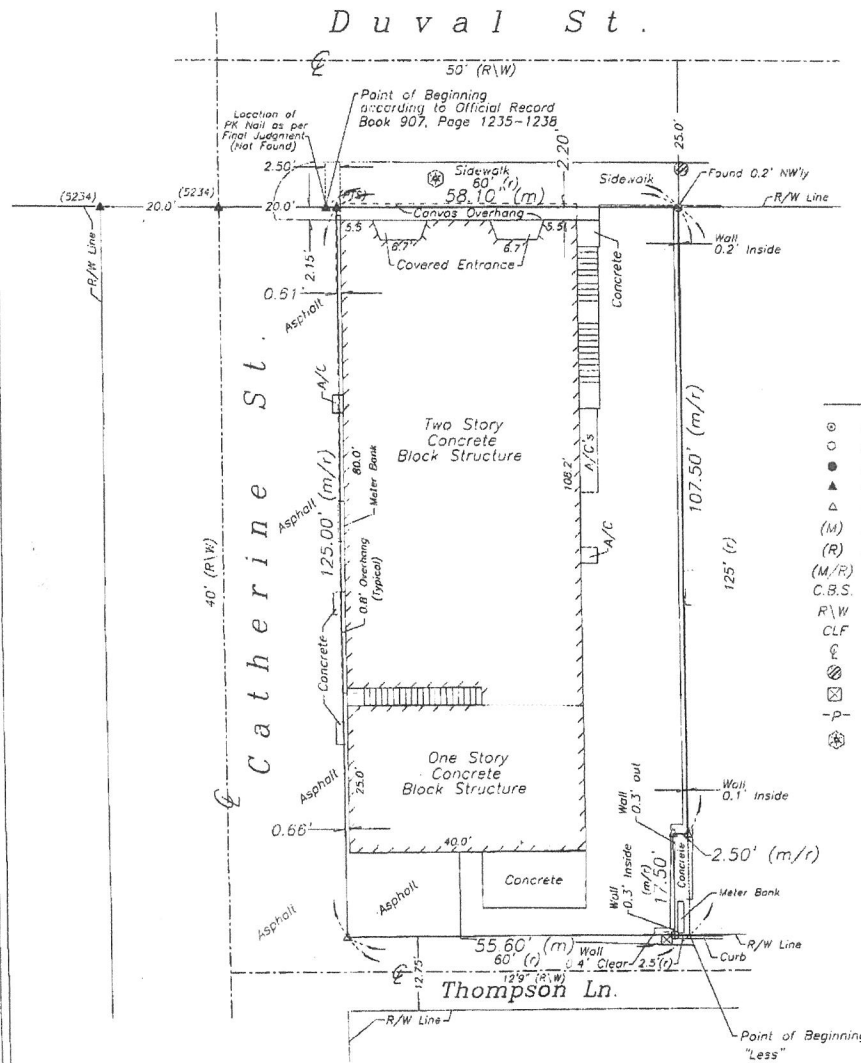 Duval St.
50' (R\W)
Point of Beginning
according to Official Record
Book 907, Page 1235-1238
Location of
PK Nail as per
Final Judgment
(Not Found)
2.50'
2.20'
25.0'
Sidewalk
60' (r)
58.10' (m)
Sidewalk
Found 0.2' NW'ly
(5234)
20.0'
(5234)
20.0'
R/W Line
R/W Line
Canvas Overhang
5.5
6.7'
6.7'
5.5'
Covered Entrance
2.15'
Concrete
Wall
0.2' Inside
0.61'
Asphalt
A/C
Catherine St.
40' (R\W)
Two Story
Concrete
Block Structure
80.0'
Meter Bank
108.2'
A/C's
A/C
107.50' (m/r)
125' (r)
125.00' (m/r)
Asphalt
0.8' Overhang
(Typical)
Concrete
(M)
(R)
(M/R)
C.B.S.
R\W
CLF
℄
-P-
One Story
Concrete
Block Structure
25.0'
Asphalt
0.66'
40.0'
Wall
0.3' out
Wall
0.1' Inside
2.50' (m/r)
Concrete
Wall
0.3' Inside
(m/r)
17.50'
Meter Bank
Concrete
Asphalt
Asphalt
55.60' (m)
60' (r)
Wall
0.4' Clear
2.5'(r)
R/W Line
Curb
12'9" (R\W)
12.75'
Thompson Ln.
R/W Line
Point of Beginning
"Less"